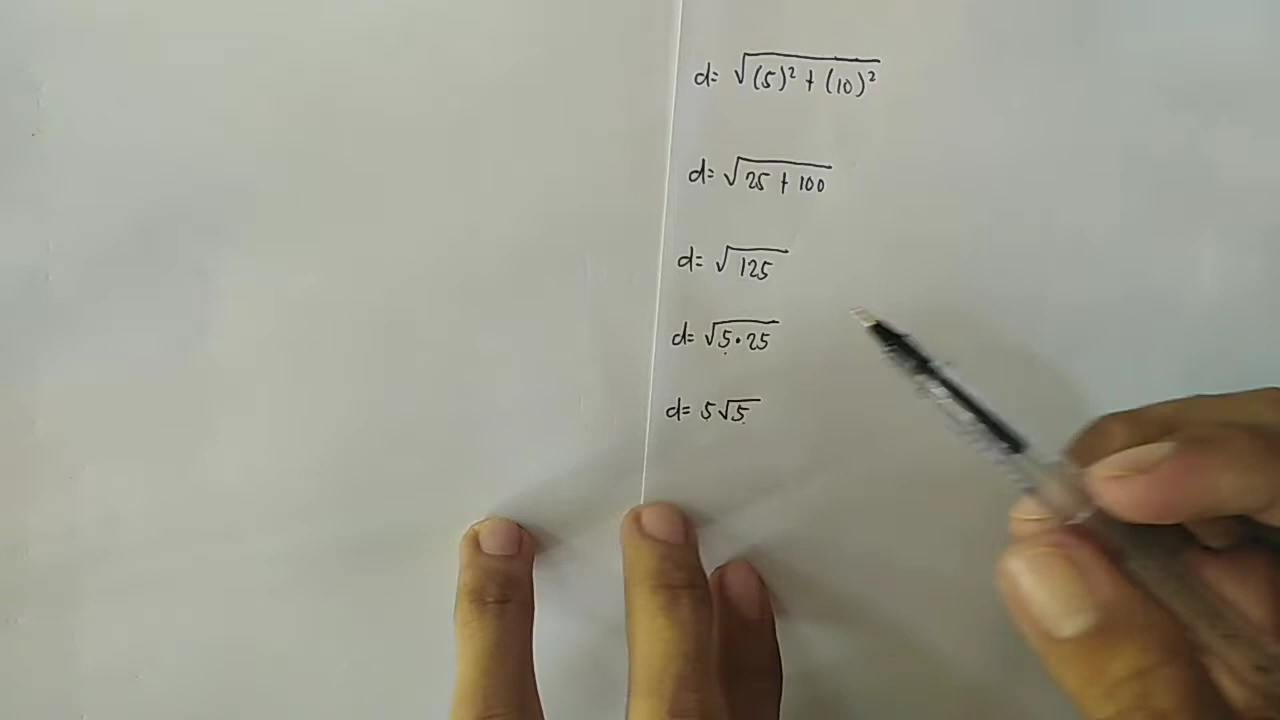 d= √(5)² + (10)²
d= √25 + 100
d= √125
d= √5·25
d= 5√5